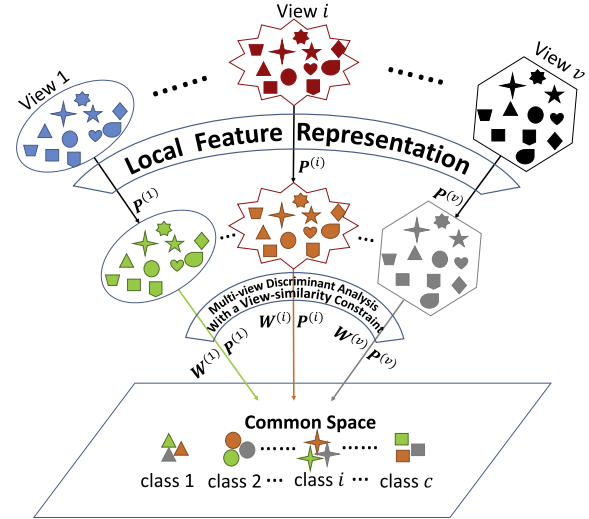 View i
View 1
View v
Local Feature Representation
P^(1)
P^(i)
P^(v)
Multi-view Discriminant Analysis
With a View-similarity Constraint
W^(1) P^(1)
W^(i) P^(i)
W^(v) P^(v)
Common Space
class 1 class 2 ··· class i ··· class c